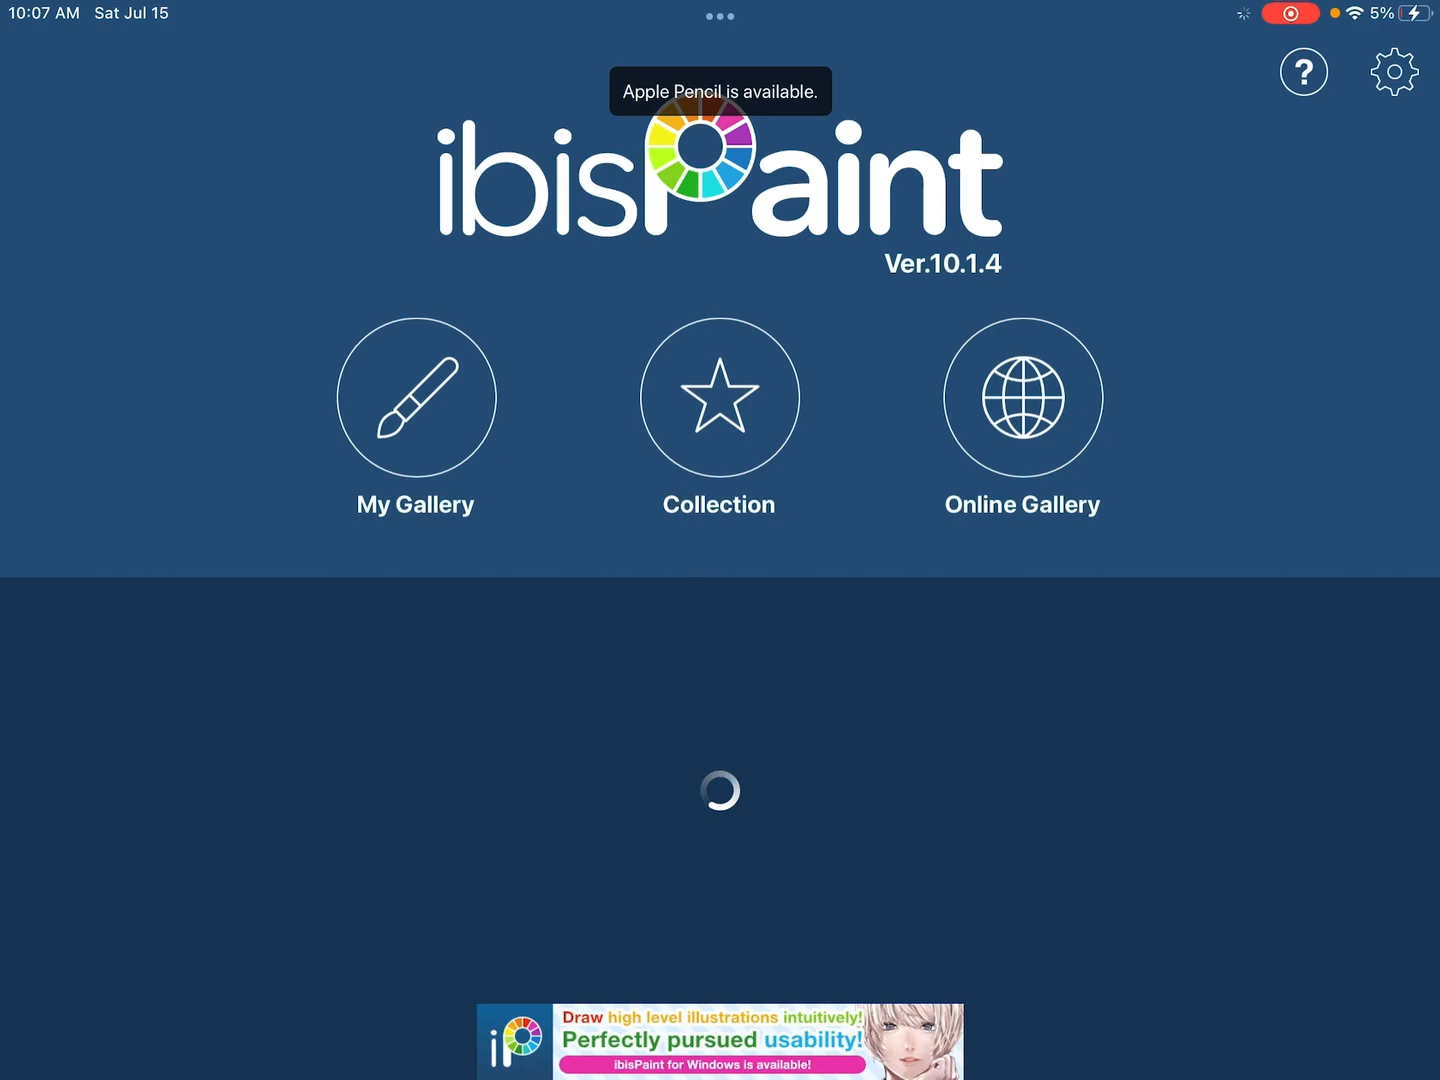 10:07 AM Sat Jul 15
5%
?
Apple Pencil is available.
ibisPaint
Ver.10.1.4
My Gallery
Collection
Online Gallery
iP
Draw high level illustrations intuitively!
Perfectly pursued usability!
ibisPaint for Windows is available!